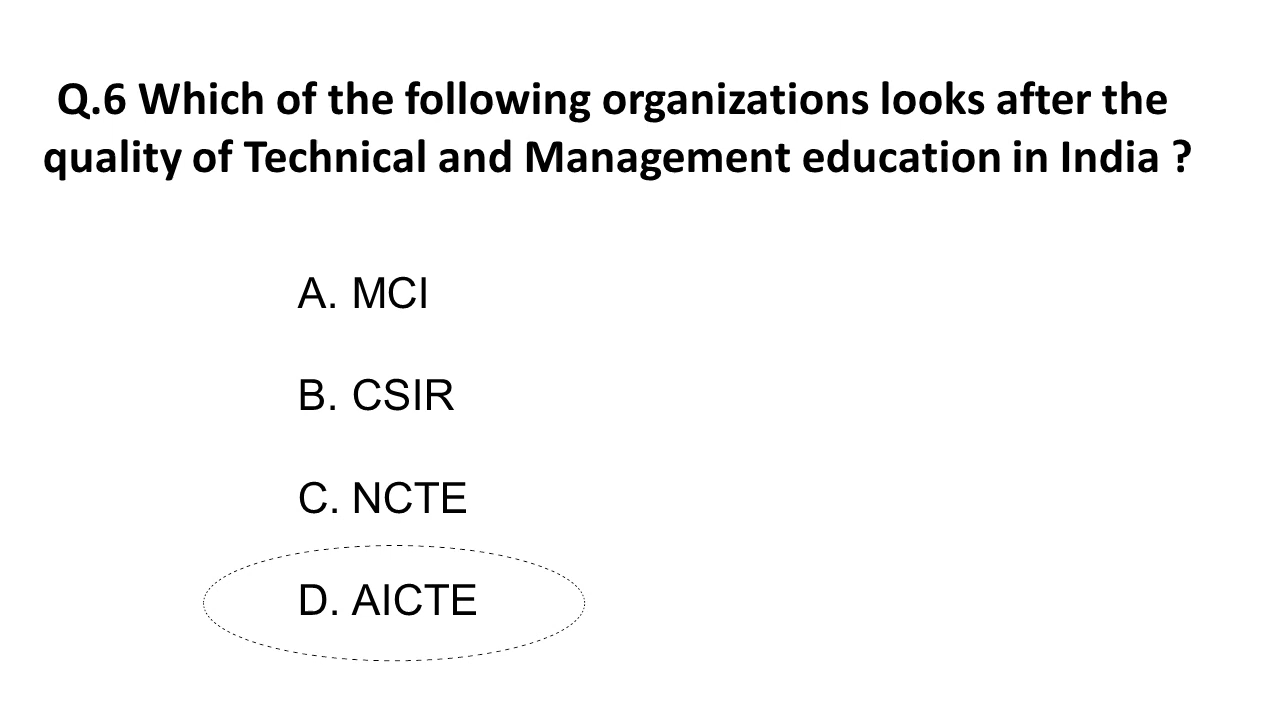 Q.6 Which of the following organizations looks after the
quality of Technical and Management education in India ?
A. MCI
B. CSIR
C. NCTE
D. AICTE